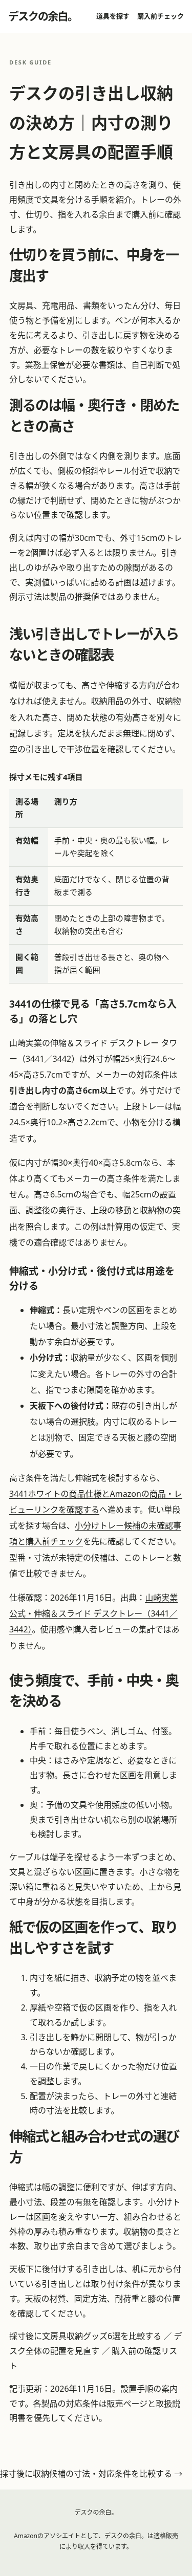 デスクの余白。
道を探す 購入前チェック
DESK GUIDE
デスクの引き出し収納
の決め方｜内寸の測り
方と文房具の配置手順
引き出しの内寸と閉めたときの高さを測り、使
用頻度で文具を分ける手順を紹介。トレーの外
寸、仕切り、指を入れる余白まで購入前に確認
します。
仕切りを買う前に、中身を一
度出す
文房具、充電用品、書類をいったん分け、毎日
使う物と予備を別にします。ペンが何本入るか
を先に考えるより、引き出しに戻す物を決める
方が、必要なトレーの数を絞りやすくなりま
す。業務上保管が必要な書類は、自己判断で処
分しないでください。
測るのは幅・奥行き・閉めた
ときの高さ
引き出しの外側ではなく内側を測ります。底面
が広くても、側板の傾斜やレール付近で収納で
きる幅が狭くなる場合があります。高さは手前
の縁だけで判断せず、閉めたときに物がぶつか
らない位置まで確認します。
例えば内寸の幅が30cmでも、外寸15cmのトレ
ーを2個置けば必ず入るとは限りません。引き
出しのゆがみや取り出すための隙間があるの
で、実測値いっぱいに詰める計画は避けます。
例示寸法は製品の推奨値ではありません。
浅い引き出しでトレーが入ら
ないときの確認表
横幅が収まっても、高さや伸縮する方向が合わ
なければ使えません。収納用品の外寸、収納物
を入れた高さ、閉めた状態の有効高さを別々に
記録します。定規を挟んだまま無理に閉めず、
空の引き出しで干渉位置を確認してください。
採寸メモに残す4項目
測る場所 測り方
有効幅 手前・中央・奥の最も狭い幅。レールや突起を除く
有効奥行き 底面だけでなく、閉じる位置の背板まで測る
有効高さ 閉めたときの上部の障害物まで。収納物の突出も含む
開く範囲 普段引き出せる長さと、奥の物へ指が届く範囲
3441の仕様で見る「高さ5.7cmなら入
る」の落とし穴
山崎実業の伸縮＆スライド デスクトレー タワ
ー（3441／3442）は外寸が幅25×奥行24.6〜
45×高さ5.7cmですが、メーカーの対応条件は
引き出し内寸の高さ6cm以上です。外寸だけで
適合を判断しないでください。上段トレーは幅
24.5×奥行10.2×高さ2.2cmで、小物を分ける構
造です。
仮に内寸が幅30×奥行40×高さ5.8cmなら、本
体より高くてもメーカーの高さ条件を満たしま
せん。高さ6.5cmの場合でも、幅25cmの設置
面、調整後の奥行き、上段の移動と収納物の突
出を照合します。この例は計算用の仮定で、実
機での適合確認ではありません。
伸縮式・小分け式・後付け式は用途を
分ける
• 伸縮式：長い定規やペンの区画をまとめ
たい場合。最小寸法と調整方向、上段を
動かす余白が必要です。
• 小分け式：収納量が少なく、区画を個別
に変えたい場合。各トレーの外寸の合計
と、指でつまむ隙間を確かめます。
• 天板下への後付け式：既存の引き出しが
ない場合の選択肢。内寸に収めるトレー
とは別物で、固定できる天板と膝の空間
が必要です。
高さ条件を満たし伸縮式を検討するなら、
3441ホワイトの商品仕様とAmazonの商品・レ
ビューリンクを確認するへ進めます。低い単段
式を探す場合は、小分けトレー候補の未確認事
項と購入前チェックを先に確認してください。
型番・寸法が未特定の候補は、このトレーと数
値で比較できません。
仕様確認：2026年11月16日。出典：山崎実業
公式・伸縮＆スライド デスクトレー（3441／
3442）。使用感や購入者レビューの集計ではあ
りません。
使う頻度で、手前・中央・奥
を決める
• 手前：毎日使うペン、消しゴム、付箋。
片手で取れる位置にまとめます。
• 中央：はさみや定規など、必要なときに
出す物。長さに合わせた区画を用意しま
す。
• 奥：予備の文具や使用頻度の低い小物。
奥まで引き出せない机なら別の収納場所
も検討します。
ケーブルは端子を探せるよう一本ずつまとめ、
文具と混ざらない区画に置きます。小さな物を
深い箱に重ねると見失いやすいため、上から見
て中身が分かる状態を目指します。
紙で仮の区画を作って、取り
出しやすさを試す
1. 内寸を紙に描き、収納予定の物を並べま
す。
2. 厚紙や空箱で仮の区画を作り、指を入れ
て取れるか試します。
3. 引き出しを静かに開閉して、物が引っか
からないか確認します。
4. 一日の作業で戻しにくかった物だけ位置
を調整します。
5. 配置が決まったら、トレーの外寸と連結
時の寸法を比較します。
伸縮式と組み合わせ式の選び
方
伸縮式は幅の調整に便利ですが、伸ばす方向、
最小寸法、段差の有無を確認します。小分けト
レーは区画を変えやすい一方、組み合わせると
外枠の厚みも積み重なります。収納物の長さと
本数、取り出す余白まで含めて選びましょう。
天板下に後付けする引き出しは、机に元から付
いている引き出しとは取り付け条件が異なりま
す。天板の材質、固定方法、耐荷重と膝の位置
を確認してください。
採寸後に文房具収納グッズ6選を比較する ／ デ
スク全体の配置を見直す ／ 購入前の確認リス
ト
記事更新：2026年11月16日。設置手順の案内
です。各製品の対応条件は販売ページと取扱説
明書を優先してください。
採寸後に収納候補の寸法・対応条件を比較する →
デスクの余白。
Amazonのアソシエイトとして、デスクの余白。は適格販売
により収入を得ています。